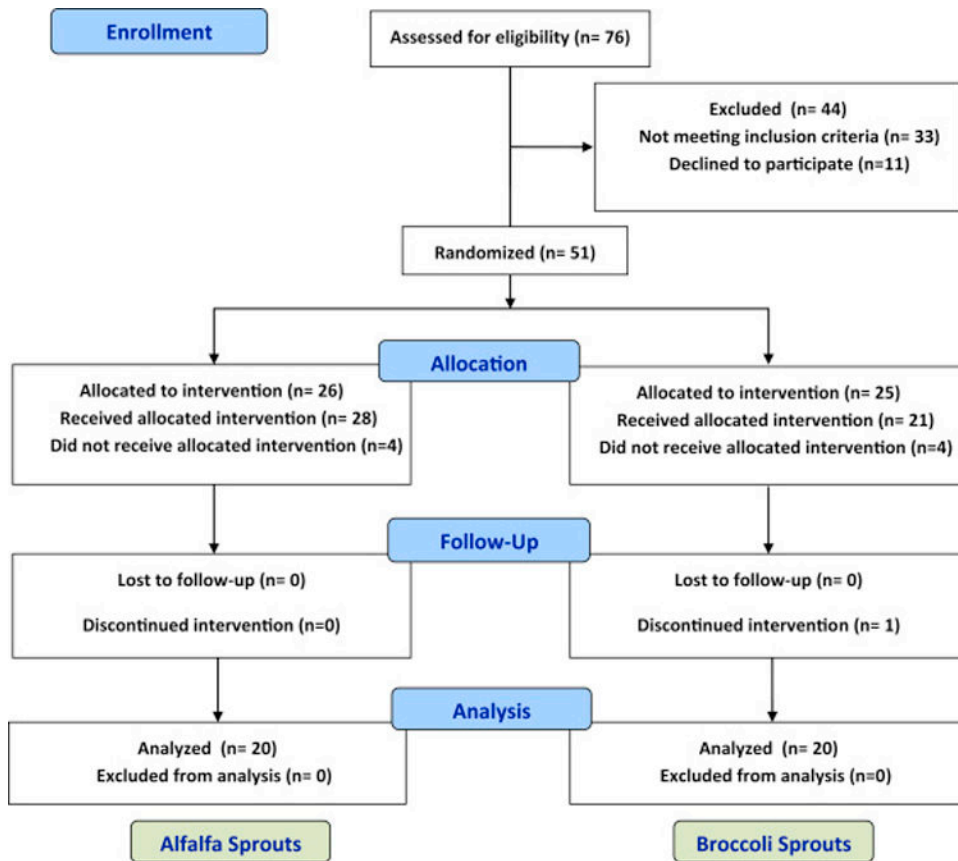 Enrollment
Assessed for eligibility (n= 76)
Excluded (n= 44)
Not meeting inclusion criteria (n= 33)
Declined to participate (n=11)
Randomized (n= 51)
Allocation
Allocated to intervention (n= 26)
Received allocated intervention (n= 28)
Did not receive allocated intervention (n=4)
Allocated to intervention (n= 25)
Received allocated intervention (n= 21)
Did not receive allocated intervention (n=4)
Follow-Up
Lost to follow-up (n= 0)
Discontinued intervention (n=0)
Lost to follow-up (n= 0)
Discontinued intervention (n= 1)
Analysis
Analyzed (n= 20)
Excluded from analysis (n= 0)
Analyzed (n= 20)
Excluded from analysis (n=0)
Alfalfa Sprouts
Broccoli Sprouts